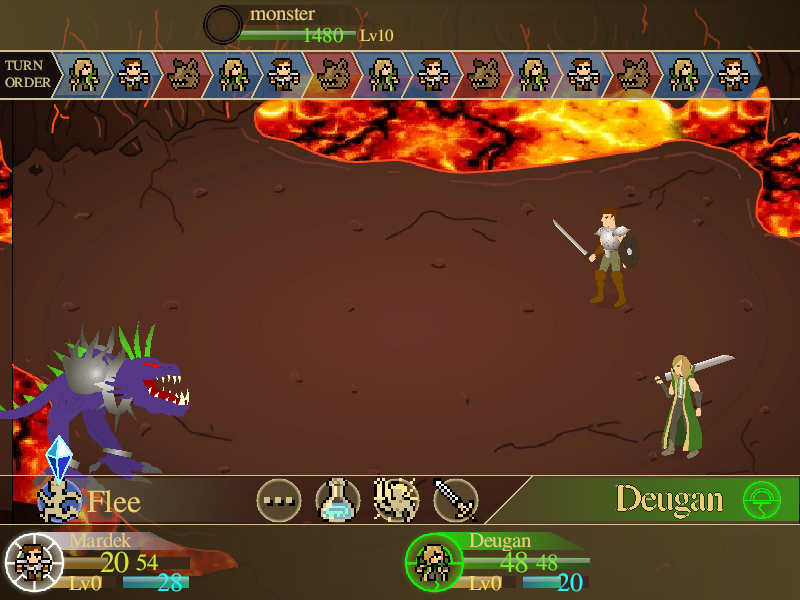 monster
1480 Lv10
TURN
ORDER
Flee
Deugan
Mardek
20 54
Lv0 28
Deugan
48 48
Lv0 20